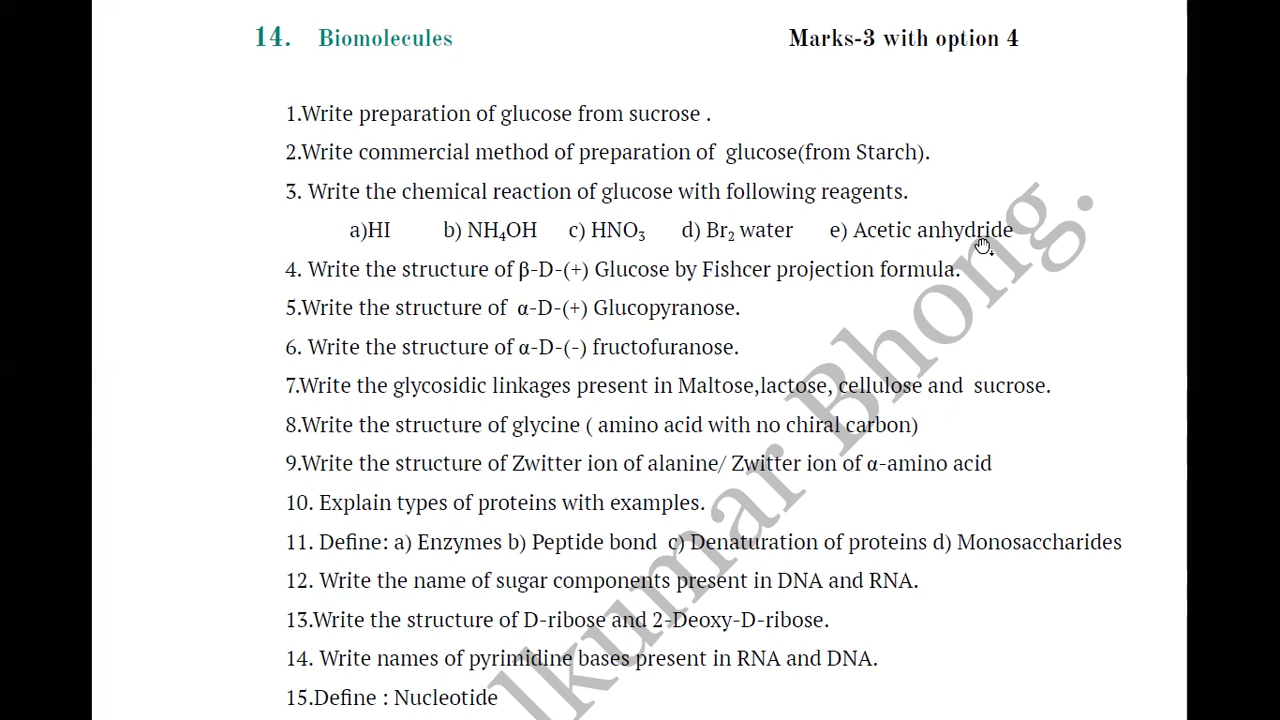 14. Biomolecules Marks-3 with option 4
1.Write preparation of glucose from sucrose .
2.Write commercial method of preparation of glucose(from Starch).
3. Write the chemical reaction of glucose with following reagents.
a)HI b) NH₄OH c) HNO₃ d) Br₂ water e) Acetic anhydride
4. Write the structure of β-D-(+) Glucose by Fishcer projection formula.
5.Write the structure of α-D-(+) Glucopyranose.
6. Write the structure of α-D-(-) fructofuranose.
7.Write the glycosidic linkages present in Maltose,lactose, cellulose and sucrose.
8.Write the structure of glycine ( amino acid with no chiral carbon)
9.Write the structure of Zwitter ion of alanine/ Zwitter ion of α-amino acid
10. Explain types of proteins with examples.
11. Define: a) Enzymes b) Peptide bond c) Denaturation of proteins d) Monosaccharides
12. Write the name of sugar components present in DNA and RNA.
13.Write the structure of D-ribose and 2-Deoxy-D-ribose.
14. Write names of pyrimidine bases present in RNA and DNA.
15.Define : Nucleotide
lkumar Bhong.